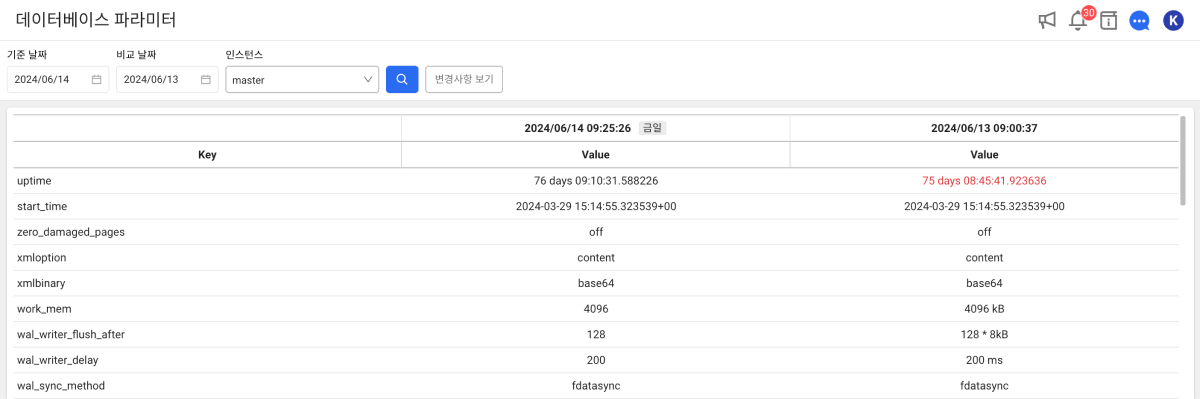 데이터베이스 파라미터
30
K
기준 날짜 비교 날짜 인스턴스
2024/06/14 2024/06/13 master 변경사항 보기
2024/06/14 09:25:26 금일 2024/06/13 09:00:37
Key Value Value
uptime 76 days 09:10:31.588226 75 days 08:45:41.923636
start_time 2024-03-29 15:14:55.323539+00 2024-03-29 15:14:55.323539+00
zero_damaged_pages off off
xmloption content content
xmlbinary base64 base64
work_mem 4096 4096 kB
wal_writer_flush_after 128 128 * 8kB
wal_writer_delay 200 200 ms
wal_sync_method fdatasync fdatasync